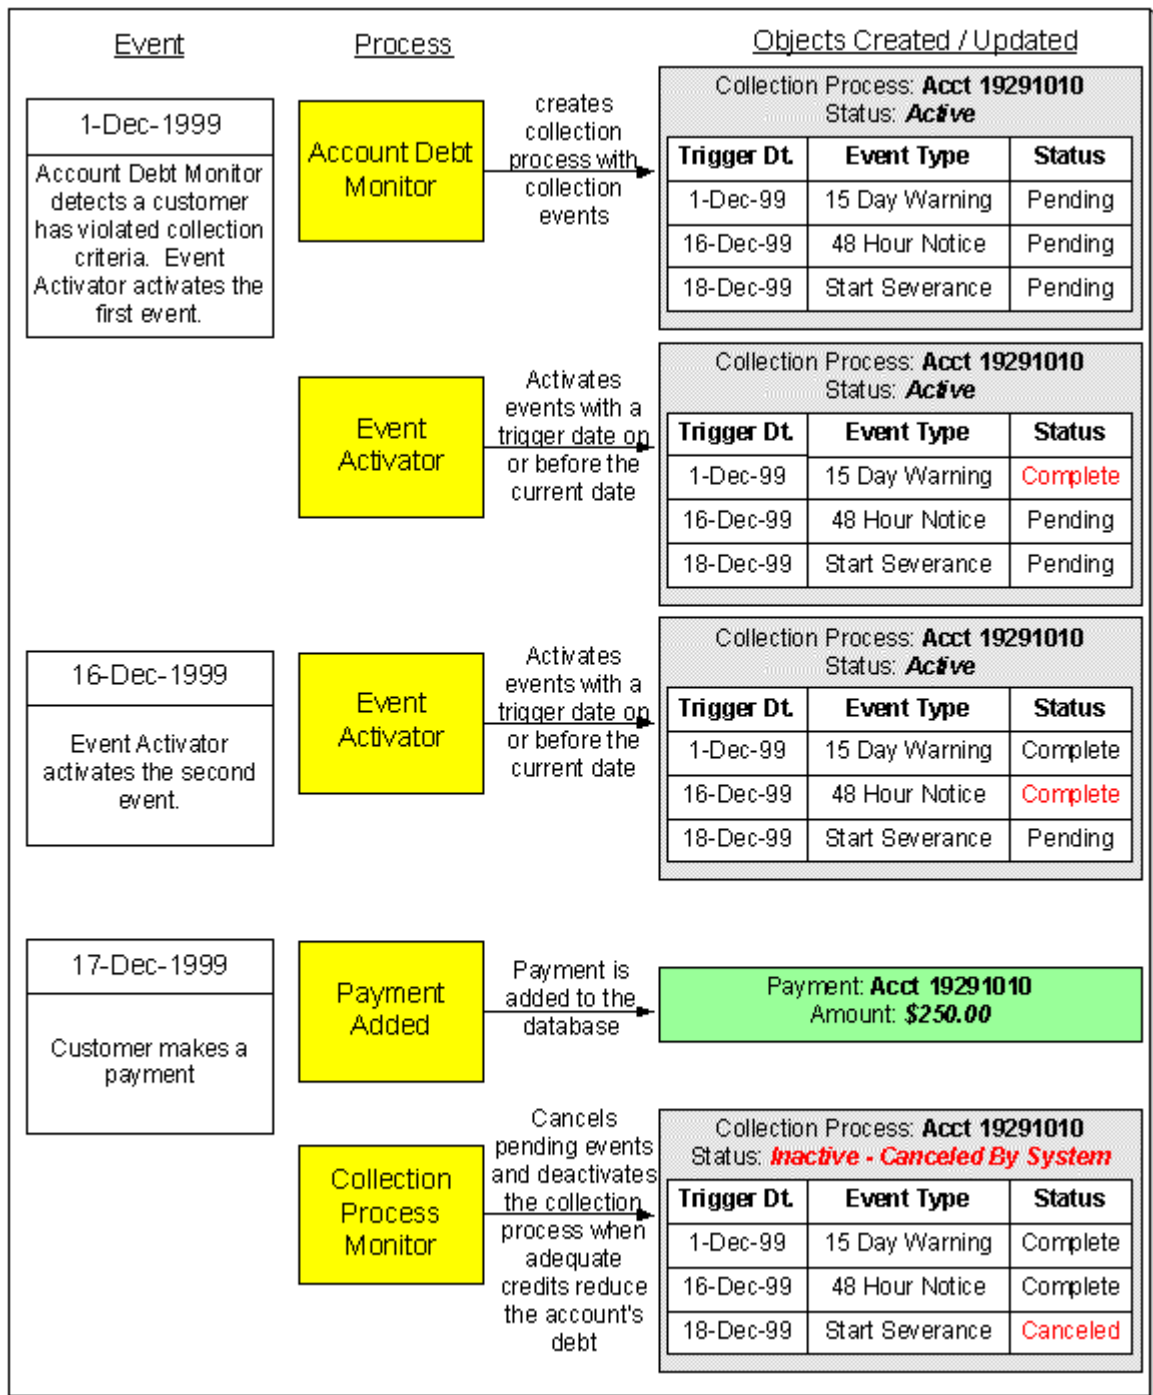 Event
Process
Objects Created / Updated
1-Dec-1999
Account Debt Monitor
detects a customer
has violated collection
criteria. Event
Activator activates the
first event.
Account Debt
Monitor
creates
collection
process with
collection
events
Collection Process: Acct 19291010
Status: Active
Trigger Dt. Event Type Status
1-Dec-99 15 Day Warning Pending
16-Dec-99 48 Hour Notice Pending
18-Dec-99 Start Severance Pending
Event
Activator
Activates
events with a
trigger date on
or before the
current date
Collection Process: Acct 19291010
Status: Active
Trigger Dt. Event Type Status
1-Dec-99 15 Day Warning Complete
16-Dec-99 48 Hour Notice Pending
18-Dec-99 Start Severance Pending
16-Dec-1999
Event Activator
activates the second
event.
Event
Activator
Activates
events with a
trigger date on
or before the
current date
Collection Process: Acct 19291010
Status: Active
Trigger Dt. Event Type Status
1-Dec-99 15 Day Warning Complete
16-Dec-99 48 Hour Notice Complete
18-Dec-99 Start Severance Pending
17-Dec-1999
Customer makes a
payment
Payment
Added
Payment is
added to the
database
Payment: Acct 19291010
Amount: $250.00
Collection
Process
Monitor
Cancels
pending events
and deactivates
the collection
process when
adequate
credits reduce
the account's
debt
Collection Process: Acct 19291010
Status: Inactive - Canceled By System
Trigger Dt. Event Type Status
1-Dec-99 15 Day Warning Complete
16-Dec-99 48 Hour Notice Complete
18-Dec-99 Start Severance Canceled